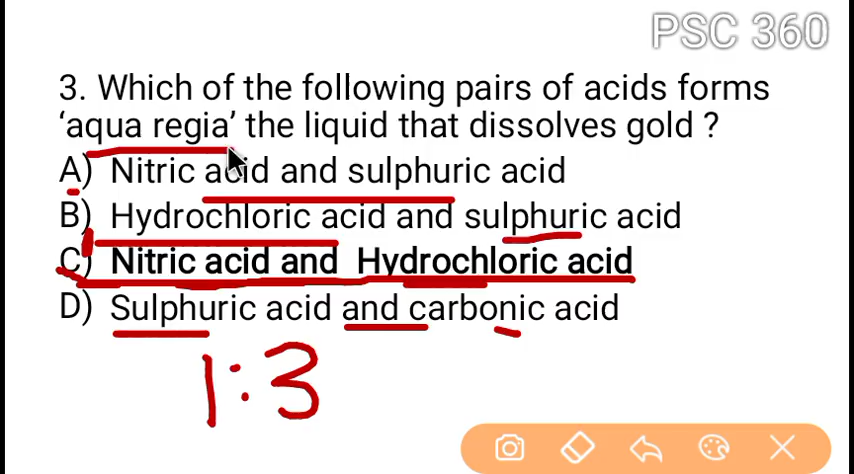 PSC 360
3. Which of the following pairs of acids forms
‘aqua regia’ the liquid that dissolves gold ?
A) Nitric acid and sulphuric acid
B) Hydrochloric acid and sulphuric acid
C) Nitric acid and Hydrochloric acid
D) Sulphuric acid and carbonic acid
1:3